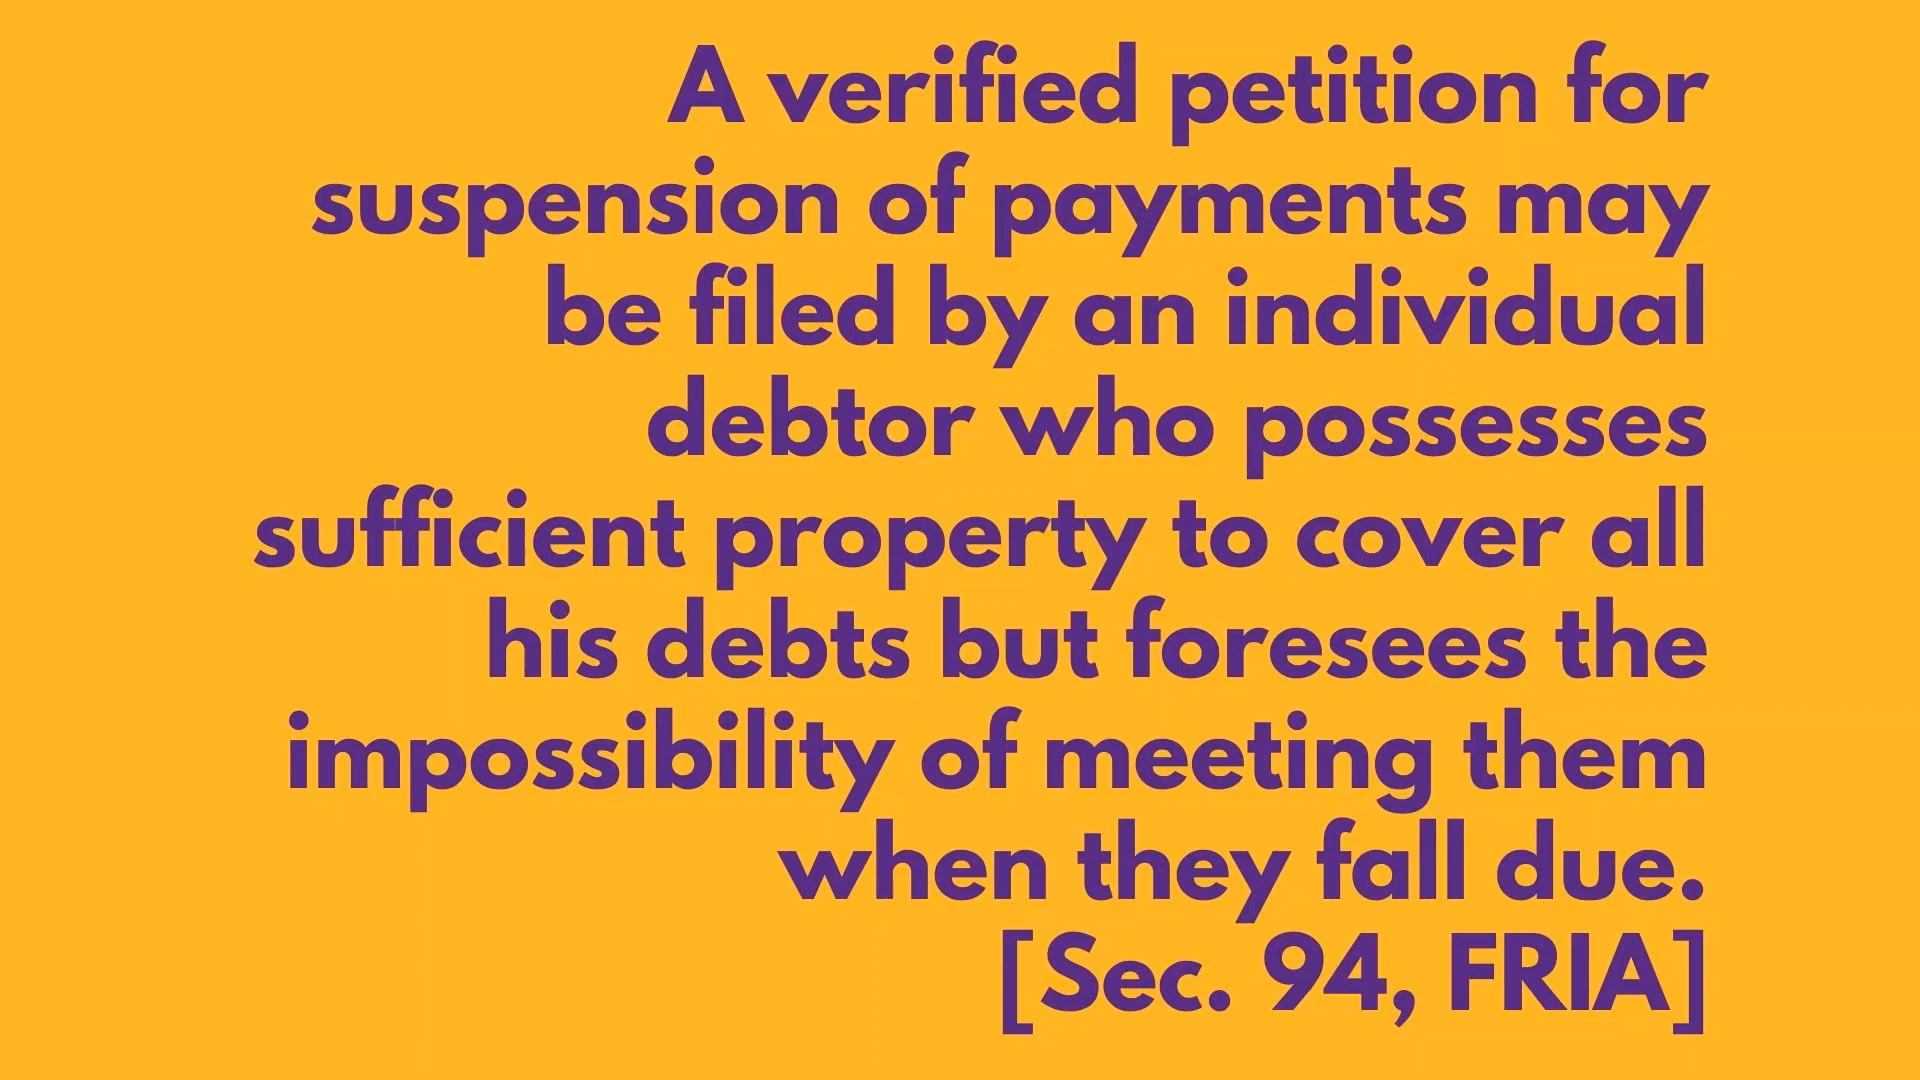 A verified petition for
suspension of payments may
be filed by an individual
debtor who possesses
sufficient property to cover all
his debts but foresees the
impossibility of meeting them
when they fall due.
[Sec. 94, FRIA]